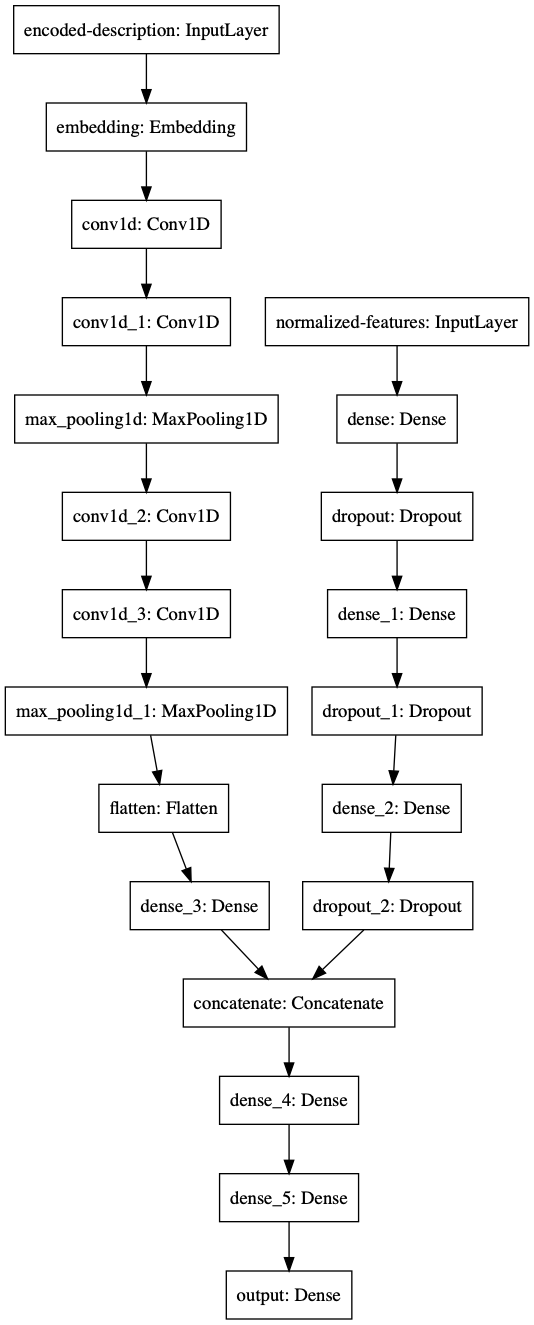 encoded-description: InputLayer
embedding: Embedding
conv1d: Conv1D
conv1d_1: Conv1D
normalized-features: InputLayer
max_pooling1d: MaxPooling1D
dense: Dense
conv1d_2: Conv1D
dropout: Dropout
conv1d_3: Conv1D
dense_1: Dense
max_pooling1d_1: MaxPooling1D
dropout_1: Dropout
flatten: Flatten
dense_2: Dense
dense_3: Dense
dropout_2: Dropout
concatenate: Concatenate
dense_4: Dense
dense_5: Dense
output: Dense